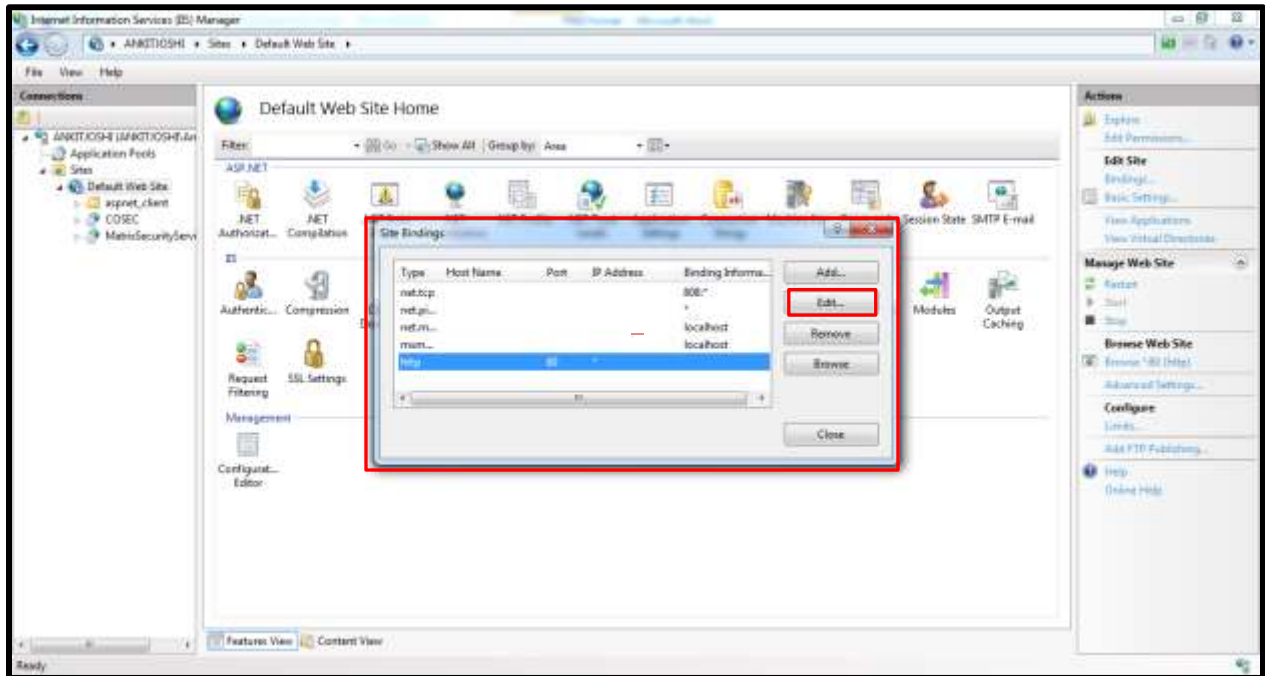 Internet Information Services (IIS) Manager
ANKITJOSHI Sites Default Web Site
File View Help
Connections
ANKITJOSHI (ANKITJOSHI\An
Application Pools
Sites
Default Web Site
aspnet_client
COSEC
MatrixSecurityServi
Default Web Site Home
Filter: Go Show All Group by: Area
ASP.NET
.NET Authorizat...
.NET Compilation
Session State
SMTP E-mail
IIS
Authentic...
Compression
Modules
Output Caching
Request Filtering
SSL Settings
Management
Configurat... Editor
Site Bindings
Type Host Name Port IP Address Binding Informa...
net.tcp 808:*
net.pi... *
net.m... localhost
msm... localhost
http 80 *
Add...
Edit...
Remove
Browse
Close
Features View Content View
Ready
Actions
Explore
Edit Permissions...
Edit Site
Bindings...
Basic Settings...
View Applications
View Virtual Directories
Manage Web Site
Restart
Start
Stop
Browse Web Site
Browse *:80 (http)
Advanced Settings...
Configure
Limits...
Add FTP Publishing...
Help
Online Help